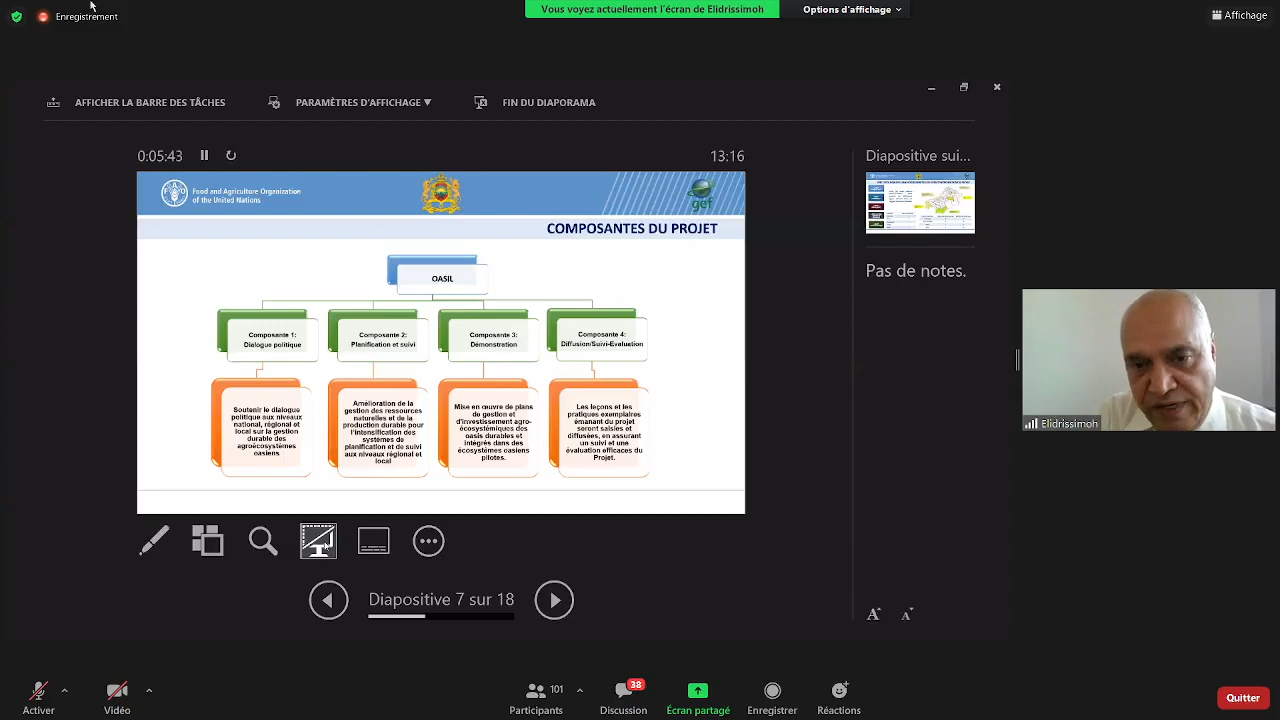 Enregistrement
Vous voyez actuellement l'écran de Elidrissimoh
Options d'affichage
Affichage
AFFICHER LA BARRE DES TÂCHES
PARAMÈTRES D'AFFICHAGE ▼
FIN DU DIAPORAMA
0:05:43
13:16
Diapositive sui...
Food and Agriculture Organization
of the United Nations
gef
COMPOSANTES DU PROJET
OASIL
Composante 1:
Dialogue politique
Composante 2:
Planification et suivi
Composante 3:
Démonstration
Composante 4:
Diffusion/Suivi-Evaluation
Soutenir le dialogue
politique aux niveaux
national, régional et
local sur la gestion
durable des
agroécosystèmes
oasiens
Amélioration de la
gestion des ressources
naturelles et de la
production durable pour
l'intensification des
systèmes de
planification et de suivi
aux niveaux régional et
local
Mise en œuvre de plans
de gestion et
d'investissement agro-
écosystémiques des
oasis durables et
intégrés dans des
écosystèmes oasiens
pilotes.
Les leçons et les
pratiques exemplaires
émanant du projet
seront saisies et
diffusées, en assurant
un suivi et une
évaluation efficaces du
Projet.
Pas de notes.
Elidrissimoh
Diapositive 7 sur 18
A A
Activer
Vidéo
101
Participants
38
Discussion
Écran partagé
Enregistrer
Réactions
Quitter